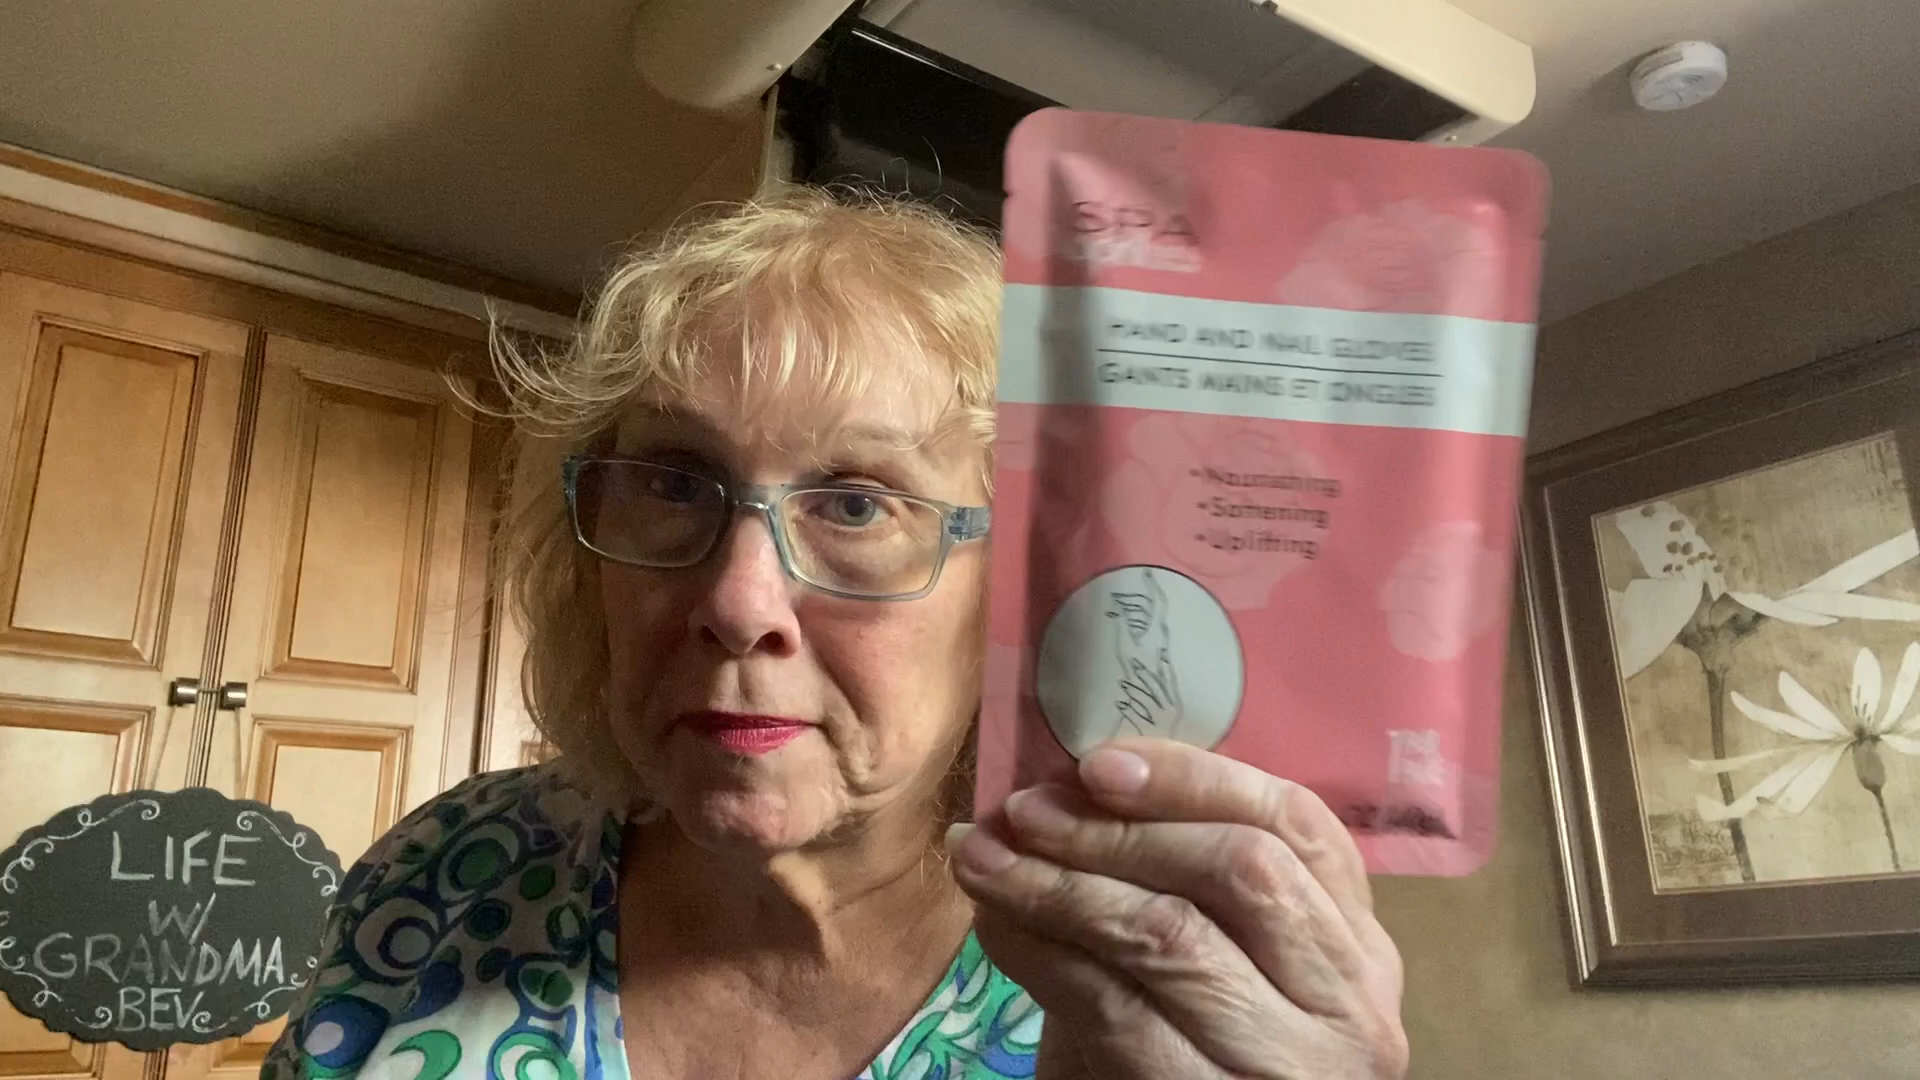 SPA
HAND AND NAIL GLOVES
GANTS MAINS ET ONGLES
•Nourishing
•Softening
•Uplifting
LIFE
W/
GRANDMA
BEV